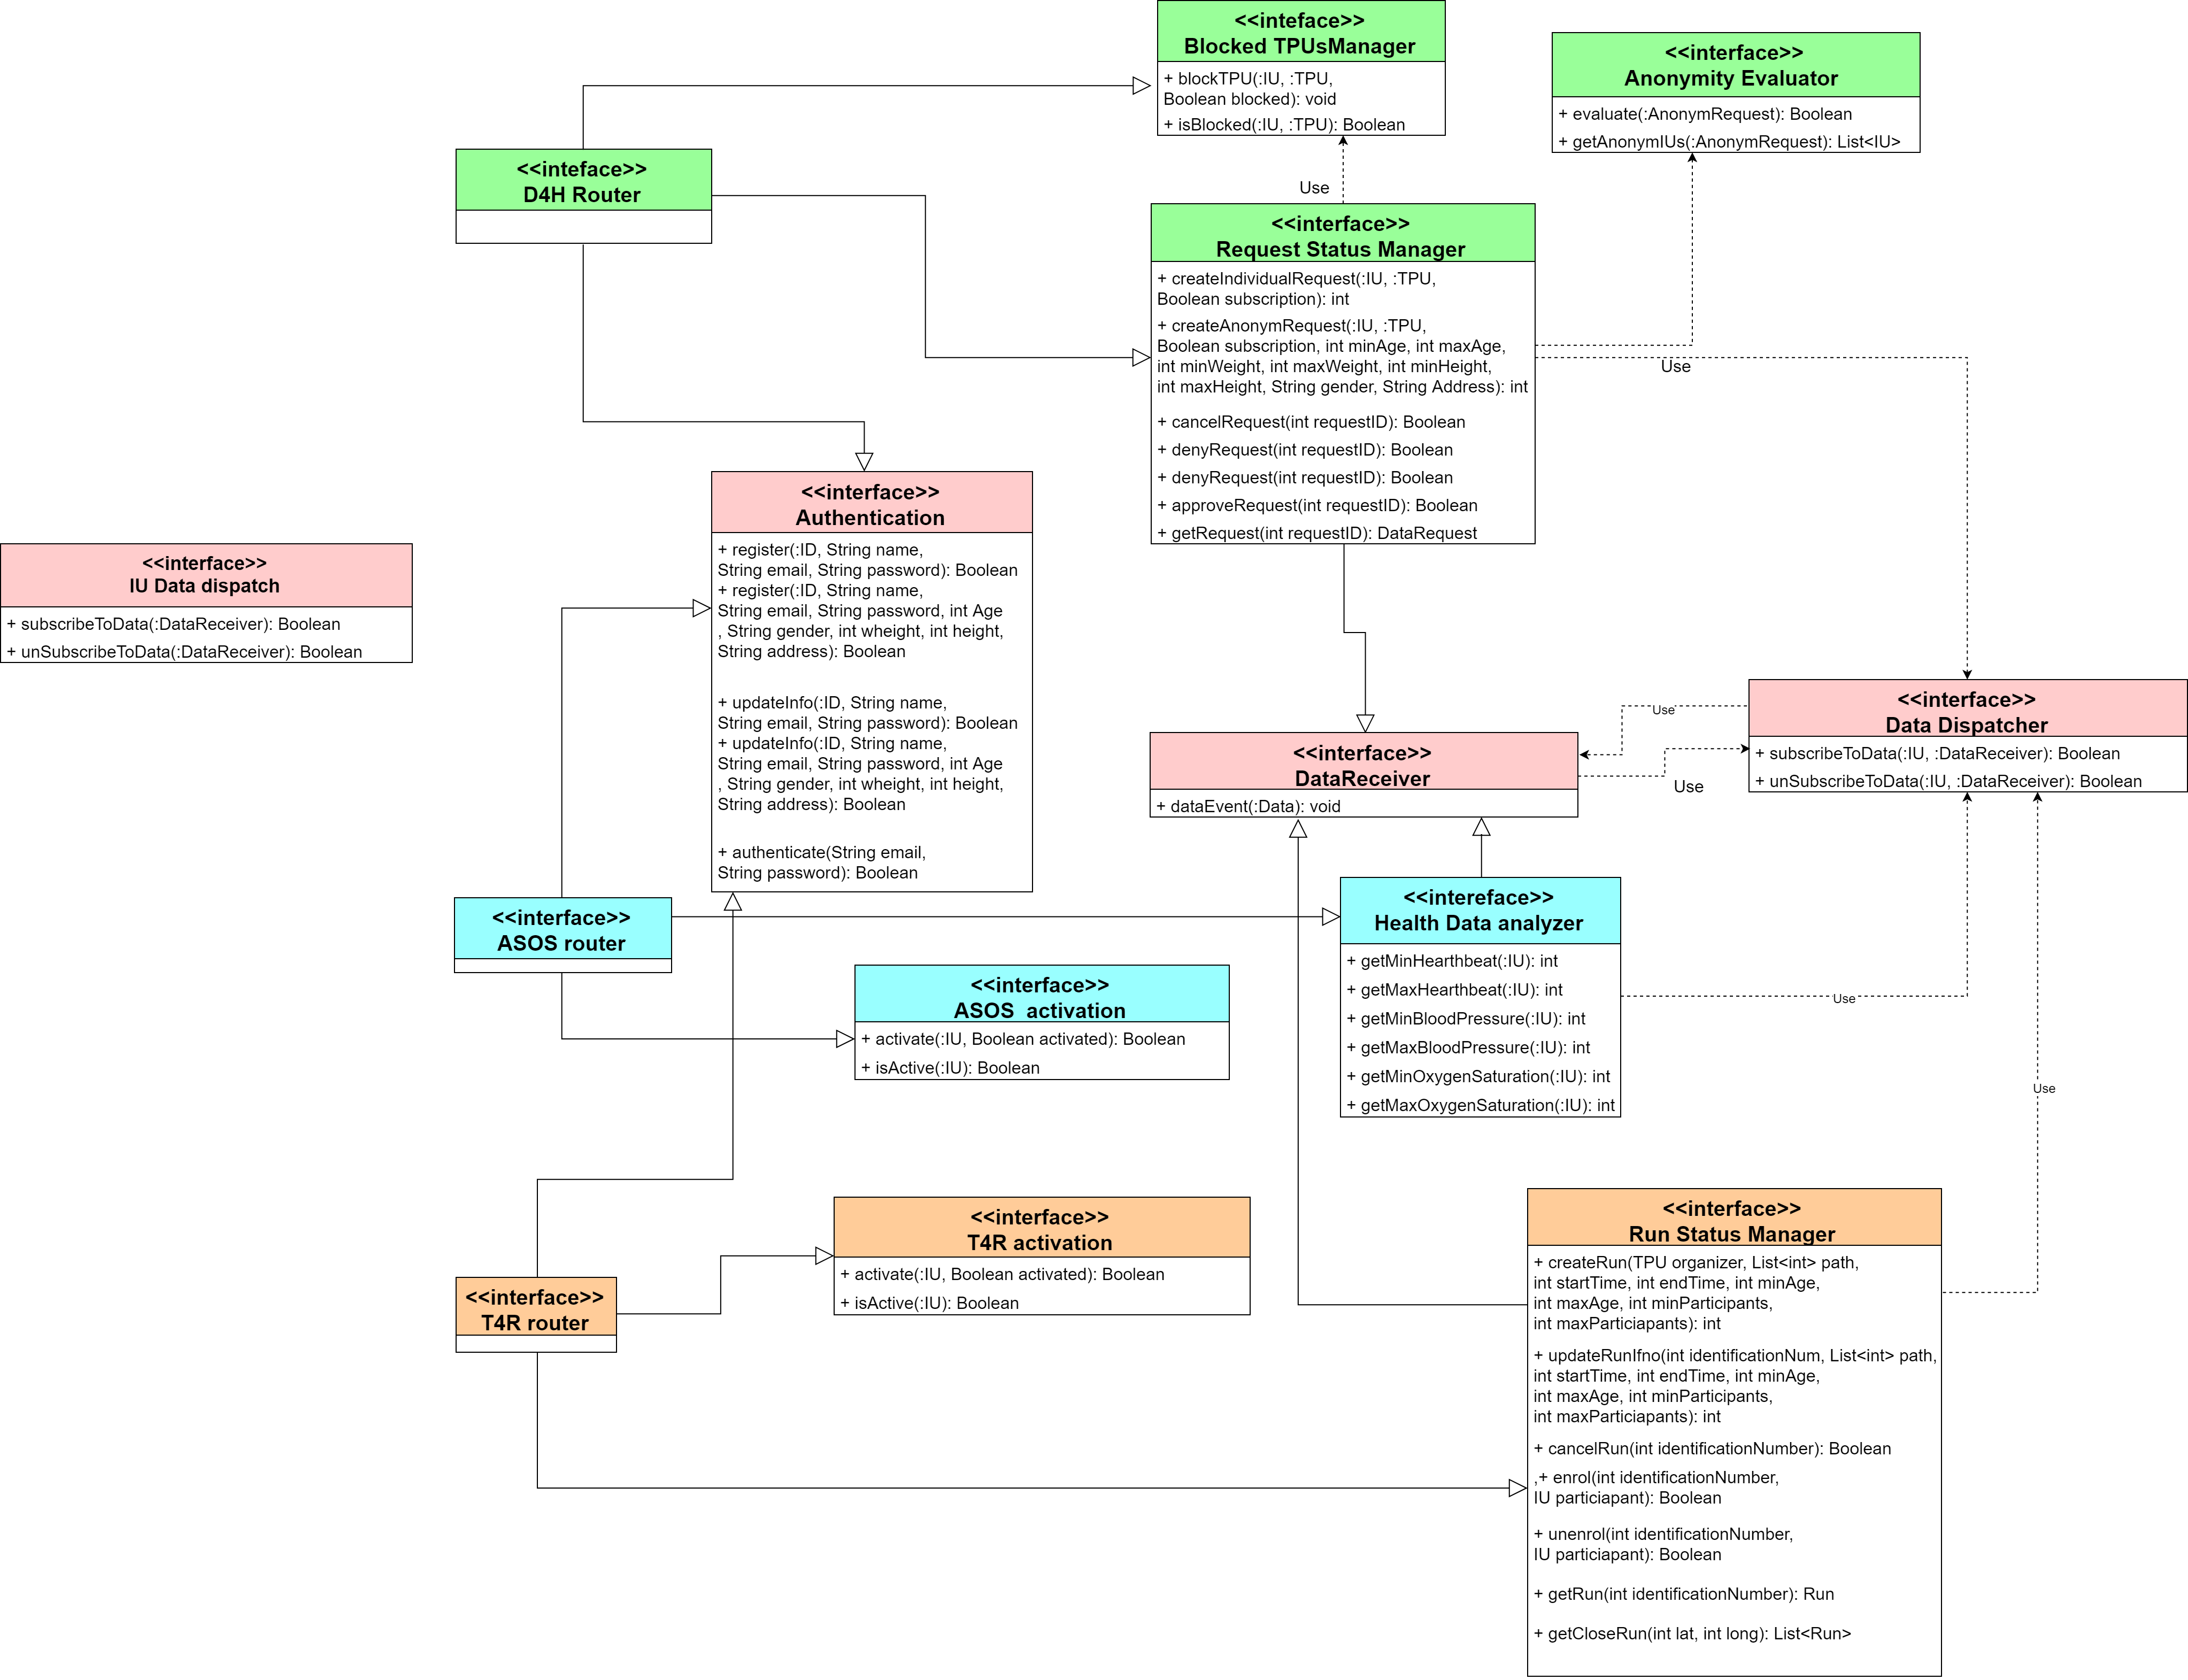 <<inteface>>
Blocked TPUsManager
+ blockTPU(:IU, :TPU,
Boolean blocked): void
+ isBlocked(:IU, :TPU): Boolean
<<interface>>
Anonymity Evaluator
+ evaluate(:AnonymRequest): Boolean
+ getAnonymIUs(:AnonymRequest): List<IU>
<<inteface>>
D4H Router
Use
<<interface>>
Request Status Manager
+ createIndividualRequest(:IU, :TPU,
Boolean subscription): int
+ createAnonymRequest(:IU, :TPU,
Boolean subscription, int minAge, int maxAge,
int minWeight, int maxWeight, int minHeight,
int maxHeight, String gender, String Address): int
+ cancelRequest(int requestID): Boolean
+ denyRequest(int requestID): Boolean
+ denyRequest(int requestID): Boolean
+ approveRequest(int requestID): Boolean
+ getRequest(int requestID): DataRequest
Use
<<interface>>
Authentication
+ register(:ID, String name,
String email, String password): Boolean
+ register(:ID, String name,
String email, String password, int Age
, String gender, int wheight, int height,
String address): Boolean
+ updateInfo(:ID, String name,
String email, String password): Boolean
+ updateInfo(:ID, String name,
String email, String password, int Age
, String gender, int wheight, int height,
String address): Boolean
+ authenticate(String email,
String password): Boolean
<<interface>>
IU Data dispatch
+ subscribeToData(:DataReceiver): Boolean
+ unSubscribeToData(:DataReceiver): Boolean
<<interface>>
Data Dispatcher
+ subscribeToData(:IU, :DataReceiver): Boolean
+ unSubscribeToData(:IU, :DataReceiver): Boolean
Use
Use
<<interface>>
DataReceiver
+ dataEvent(:Data): void
<<intereface>>
Health Data analyzer
+ getMinHearthbeat(:IU): int
+ getMaxHearthbeat(:IU): int
+ getMinBloodPressure(:IU): int
+ getMaxBloodPressure(:IU): int
+ getMinOxygenSaturation(:IU): int
+ getMaxOxygenSaturation(:IU): int
Use
Use
<<interface>>
ASOS router
<<interface>>
ASOS  activation
+ activate(:IU, Boolean activated): Boolean
+ isActive(:IU): Boolean
<<interface>>
T4R activation
+ activate(:IU, Boolean activated): Boolean
+ isActive(:IU): Boolean
<<interface>>
T4R router
<<interface>>
Run Status Manager
+ createRun(TPU organizer, List<int> path,
int startTime, int endTime, int minAge,
int maxAge, int minParticipants,
int maxParticiapants): int
+ updateRunIfno(int identificationNum, List<int> path,
int startTime, int endTime, int minAge,
int maxAge, int minParticipants,
int maxParticiapants): int
+ cancelRun(int identificationNumber): Boolean
,+ enrol(int identificationNumber,
IU particiapant): Boolean
+ unenrol(int identificationNumber,
IU particiapant): Boolean
+ getRun(int identificationNumber): Run
+ getCloseRun(int lat, int long): List<Run>